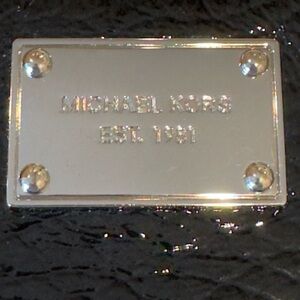 MICHAEL KORS
EST. 1981